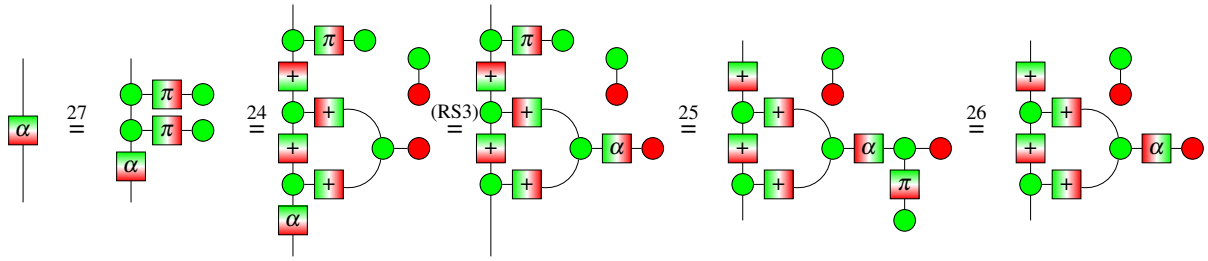 α 27 = π π α 24 = π + + + + α (RS3) = π + + + + α 25 = + + + + α π 26 = + + + + α